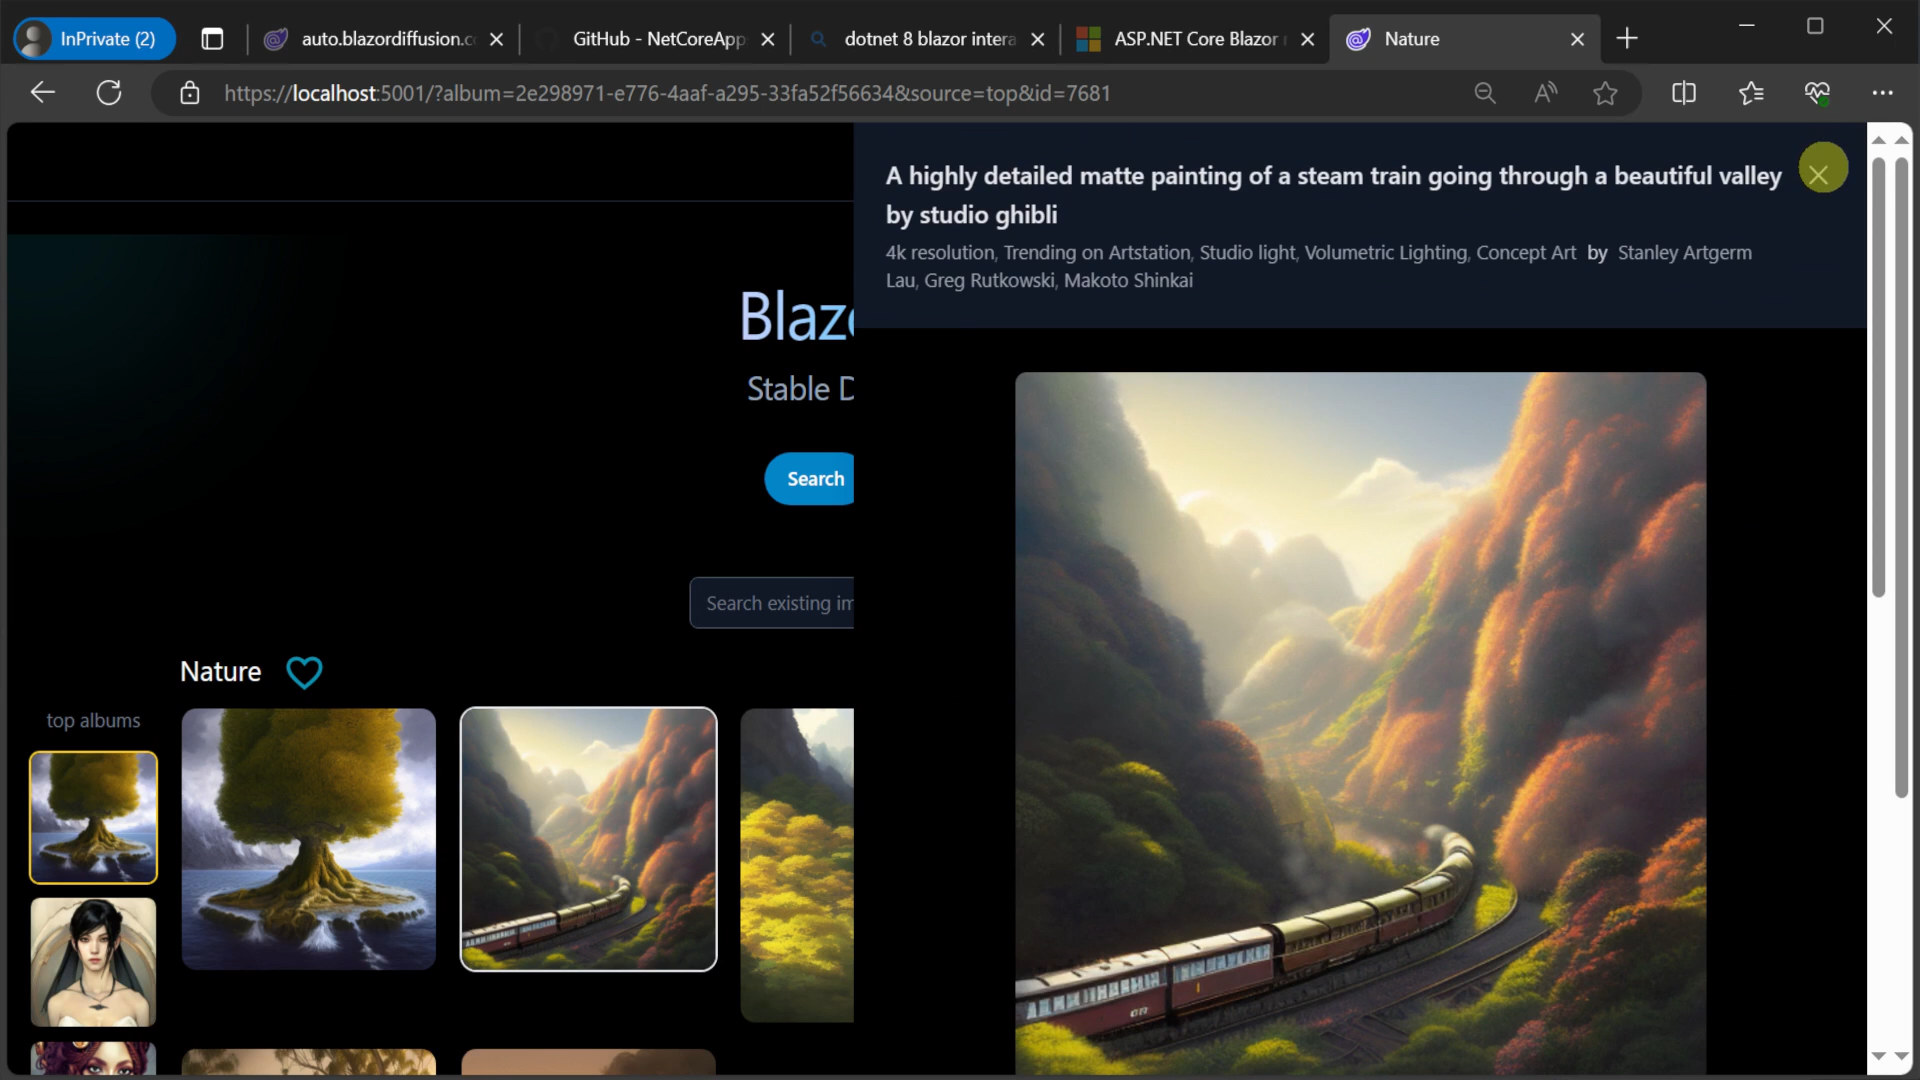 InPrivate (2)
auto.blazordiffusion.c
GitHub - NetCoreApp
dotnet 8 blazor intera
ASP.NET Core Blazor
Nature
https://localhost:5001/?album=2e298971-e776-4aaf-a295-33fa52f56634&source=top&id=7681
A highly detailed matte painting of a steam train going through a beautiful valley
by studio ghibli
4k resolution, Trending on Artstation, Studio light, Volumetric Lighting, Concept Art by Stanley Artgerm
Lau, Greg Rutkowski, Makoto Shinkai
Blaz
Stable D
Search
Search existing im
Nature
top albums